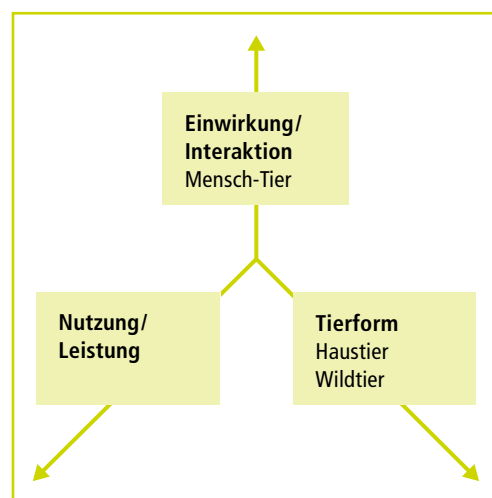 Einwirkung/
Interaktion
Mensch-Tier
Nutzung/
Leistung
Tierform
Haustier
Wildtier